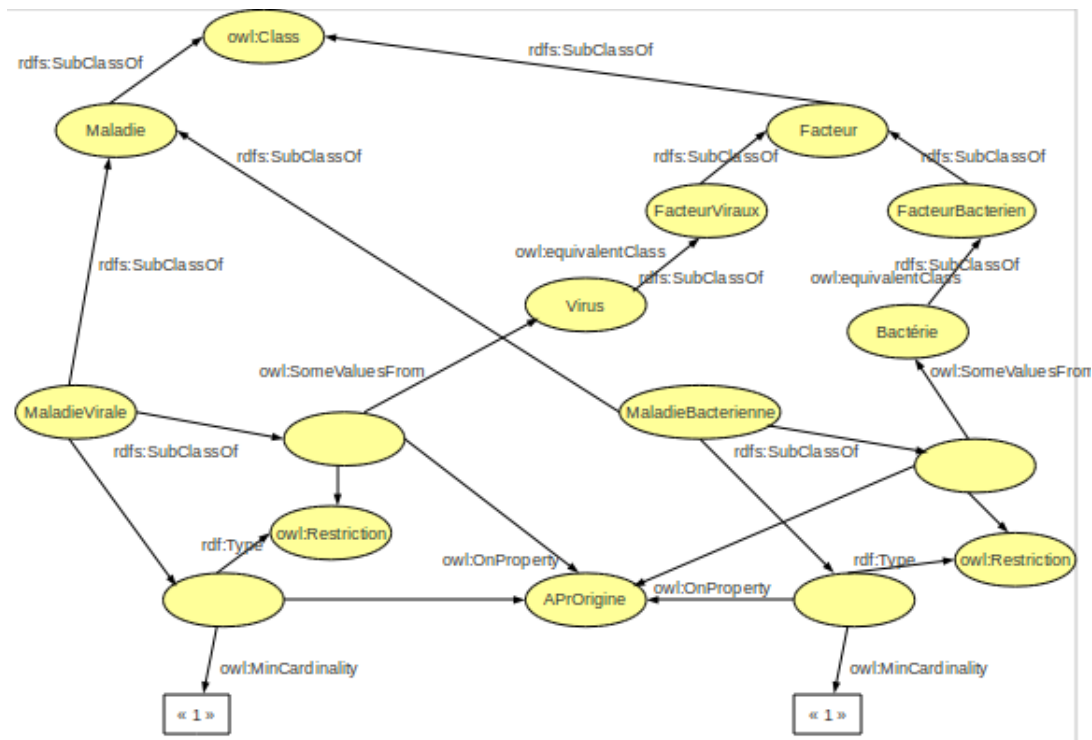 owl:Class
rdfs:SubClassOf
rdfs:SubClassOf
Maladie
Facteur
rdfs:SubClassOf
rdfs:SubClassOf
rdfs:SubClassOf
FacteurViraux
FacteurBacterien
owl:equivalentClass
rdfs:SubClassOf
rdfs:SubClassOf
rdfs:SubClassOf
owl:equivalentClass
Virus
Bactérie
owl:SomeValuesFrom
owl:SomeValuesFrom
MaladieVirale
MaladieBacterienne
rdfs:SubClassOf
rdfs:SubClassOf
owl:Restriction
rdf:Type
owl:OnProperty
rdf:Type
owl:Restriction
owl:OnProperty
APrOrigine
owl:MinCardinality
owl:MinCardinality
« 1 »
« 1 »